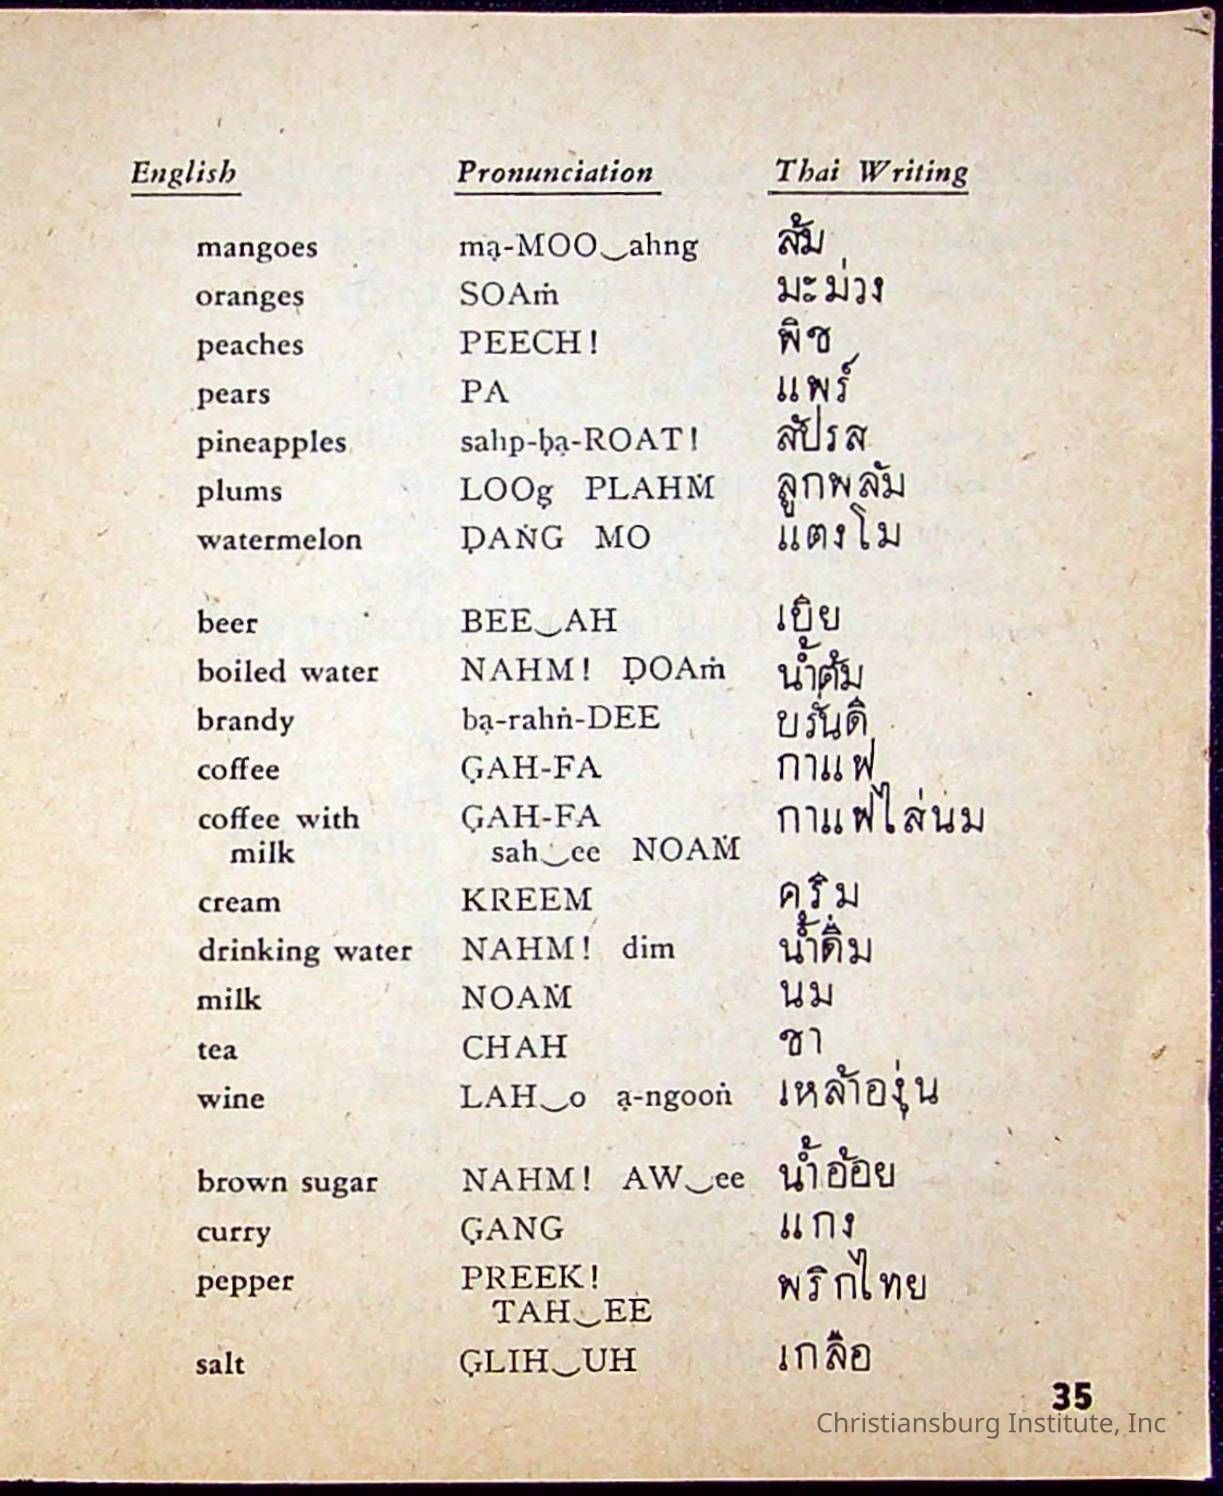 English Pronunciation Thai Writing
mangoes mạ-MOO‿ahng ส้ม
oranges SOAṁ มะม่วง
peaches PEECH! พิช
pears PA แพร์
pineapples sahp-ḅạ-ROAT! สัปรส
plums LOOg̣ PLAHṀ ลูกพลัม
watermelon ḌAṄG MO แตงโม
beer BEE‿AH เบีย
boiled water NAHM! ḌOAṁ น้ำต้ม
brandy bạ-rahṅ-DEE บรั่นดี
coffee G̣AH-FA กาแฟ
coffee with G̣AH-FA กาแฟใส่นม
milk sah‿ee NOAṀ
cream KREEM ครีม
drinking water NAHM! dim น้ำดื่ม
milk NOAṀ นม
tea CHAH ชา
wine LAH‿o ạ-ngooṅ เหล้าองุ่น
brown sugar NAHM! AW‿ee น้ำอ้อย
curry G̣ANG แกง
pepper PREEK! พริกไทย
TAH‿EE
salt G̣LIH‿UH เกลือ
35
Christiansburg Institute, Inc